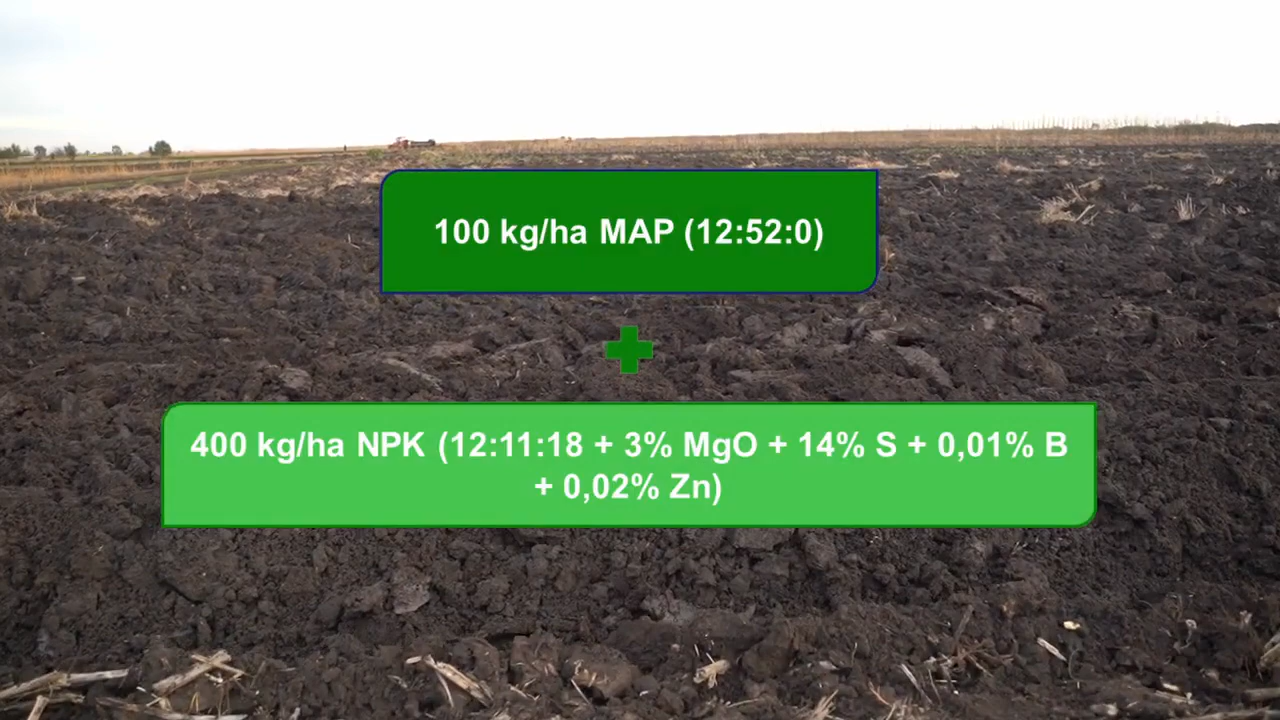 100 kg/ha MAP (12:52:0)
400 kg/ha NPK (12:11:18 + 3% MgO + 14% S + 0,01% B
+ 0,02% Zn)